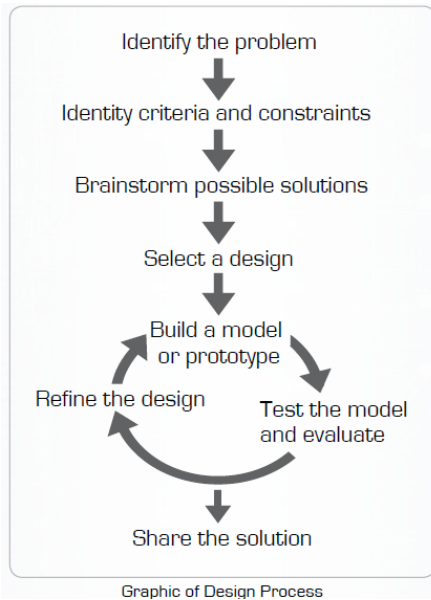 Identify the problem
Identity criteria and constraints
Brainstorm possible solutions
Select a design
Build a model
or prototype
Refine the design
Test the model
and evaluate
Share the solution
Graphic of Design Process